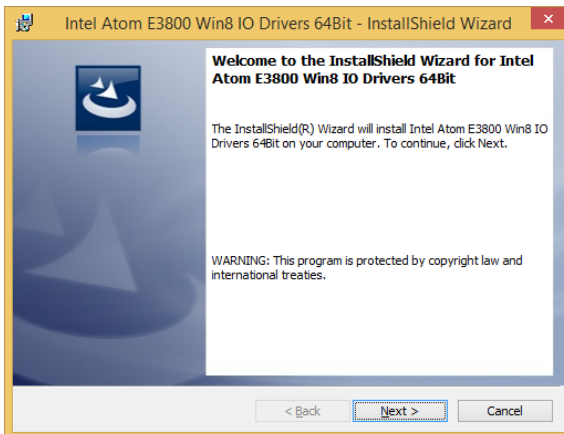 Intel Atom E3800 Win8 IO Drivers 64Bit - InstallShield Wizard
Welcome to the InstallShield Wizard for Intel
Atom E3800 Win8 IO Drivers 64Bit
The InstallShield(R) Wizard will install Intel Atom E3800 Win8 IO
Drivers 64Bit on your computer. To continue, click Next.
WARNING: This program is protected by copyright law and
international treaties.
< Back Next > Cancel